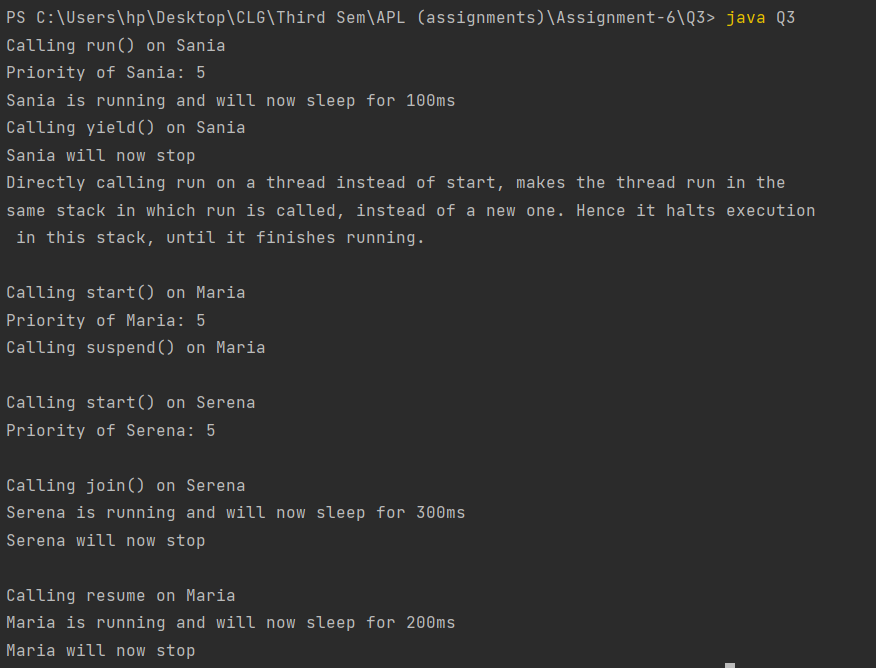 PS C:\Users\hp\Desktop\CLG\Third Sem\APL (assignments)\Assignment-6\Q3> java Q3
Calling run() on Sania
Priority of Sania: 5
Sania is running and will now sleep for 100ms
Calling yield() on Sania
Sania will now stop
Directly calling run on a thread instead of start, makes the thread run in the
same stack in which run is called, instead of a new one. Hence it halts execution
 in this stack, until it finishes running.

Calling start() on Maria
Priority of Maria: 5
Calling suspend() on Maria

Calling start() on Serena
Priority of Serena: 5

Calling join() on Serena
Serena is running and will now sleep for 300ms
Serena will now stop

Calling resume on Maria
Maria is running and will now sleep for 200ms
Maria will now stop